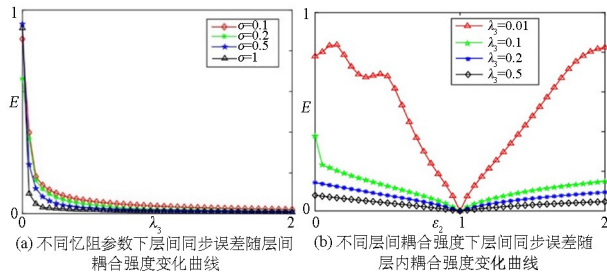 1
E
0
0
λ₃
2
σ=0.1
σ=0.2
σ=0.5
σ=1
(a) 不同忆阻参数下层间同步误差随层间
耦合强度变化曲线
1
E
0
0
1
ε₂
2
λ₃=0.01
λ₃=0.1
λ₃=0.2
λ₃=0.5
(b) 不同层间耦合强度下层间同步误差随
层内耦合强度变化曲线